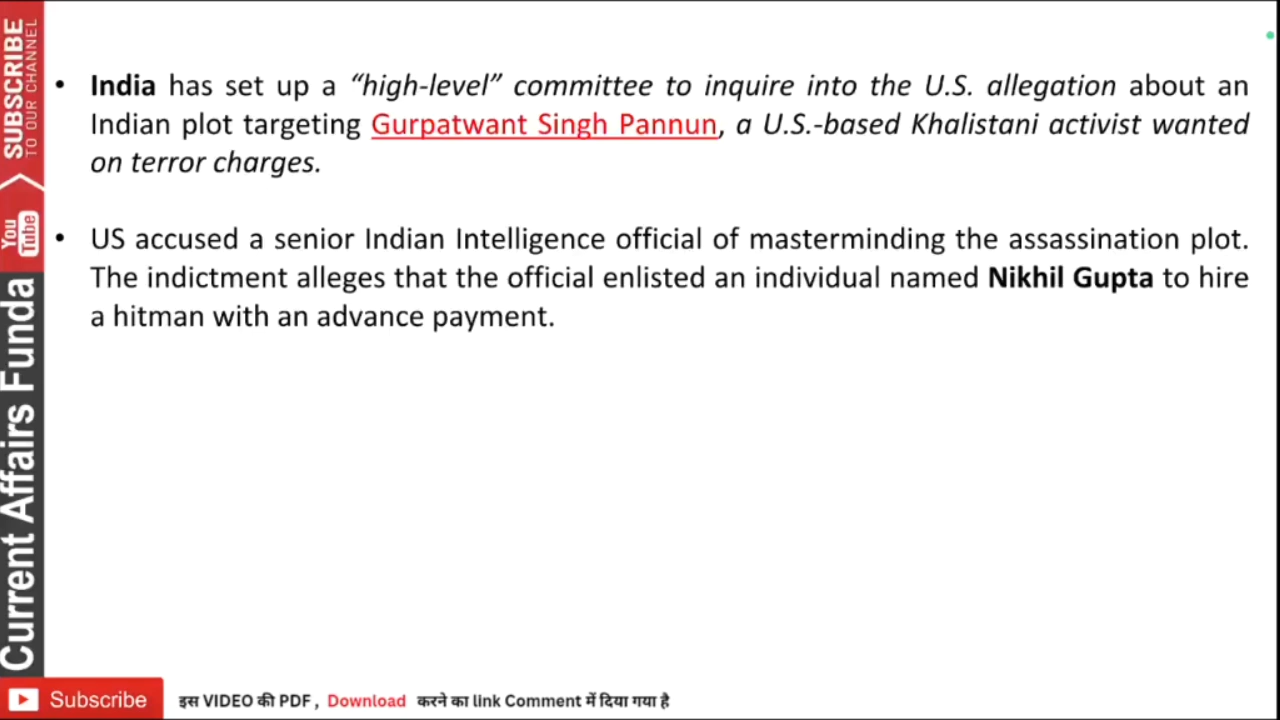 SUBSCRIBE
TO OUR CHANNEL
You
Tube
Current Affairs Funda
• India has set up a “high-level” committee to inquire into the U.S. allegation about an
Indian plot targeting Gurpatwant Singh Pannun, a U.S.-based Khalistani activist wanted
on terror charges.
• US accused a senior Indian Intelligence official of masterminding the assassination plot.
The indictment alleges that the official enlisted an individual named Nikhil Gupta to hire
a hitman with an advance payment.
Subscribe इस VIDEO की PDF , Download करने का link Comment में दिया गया है